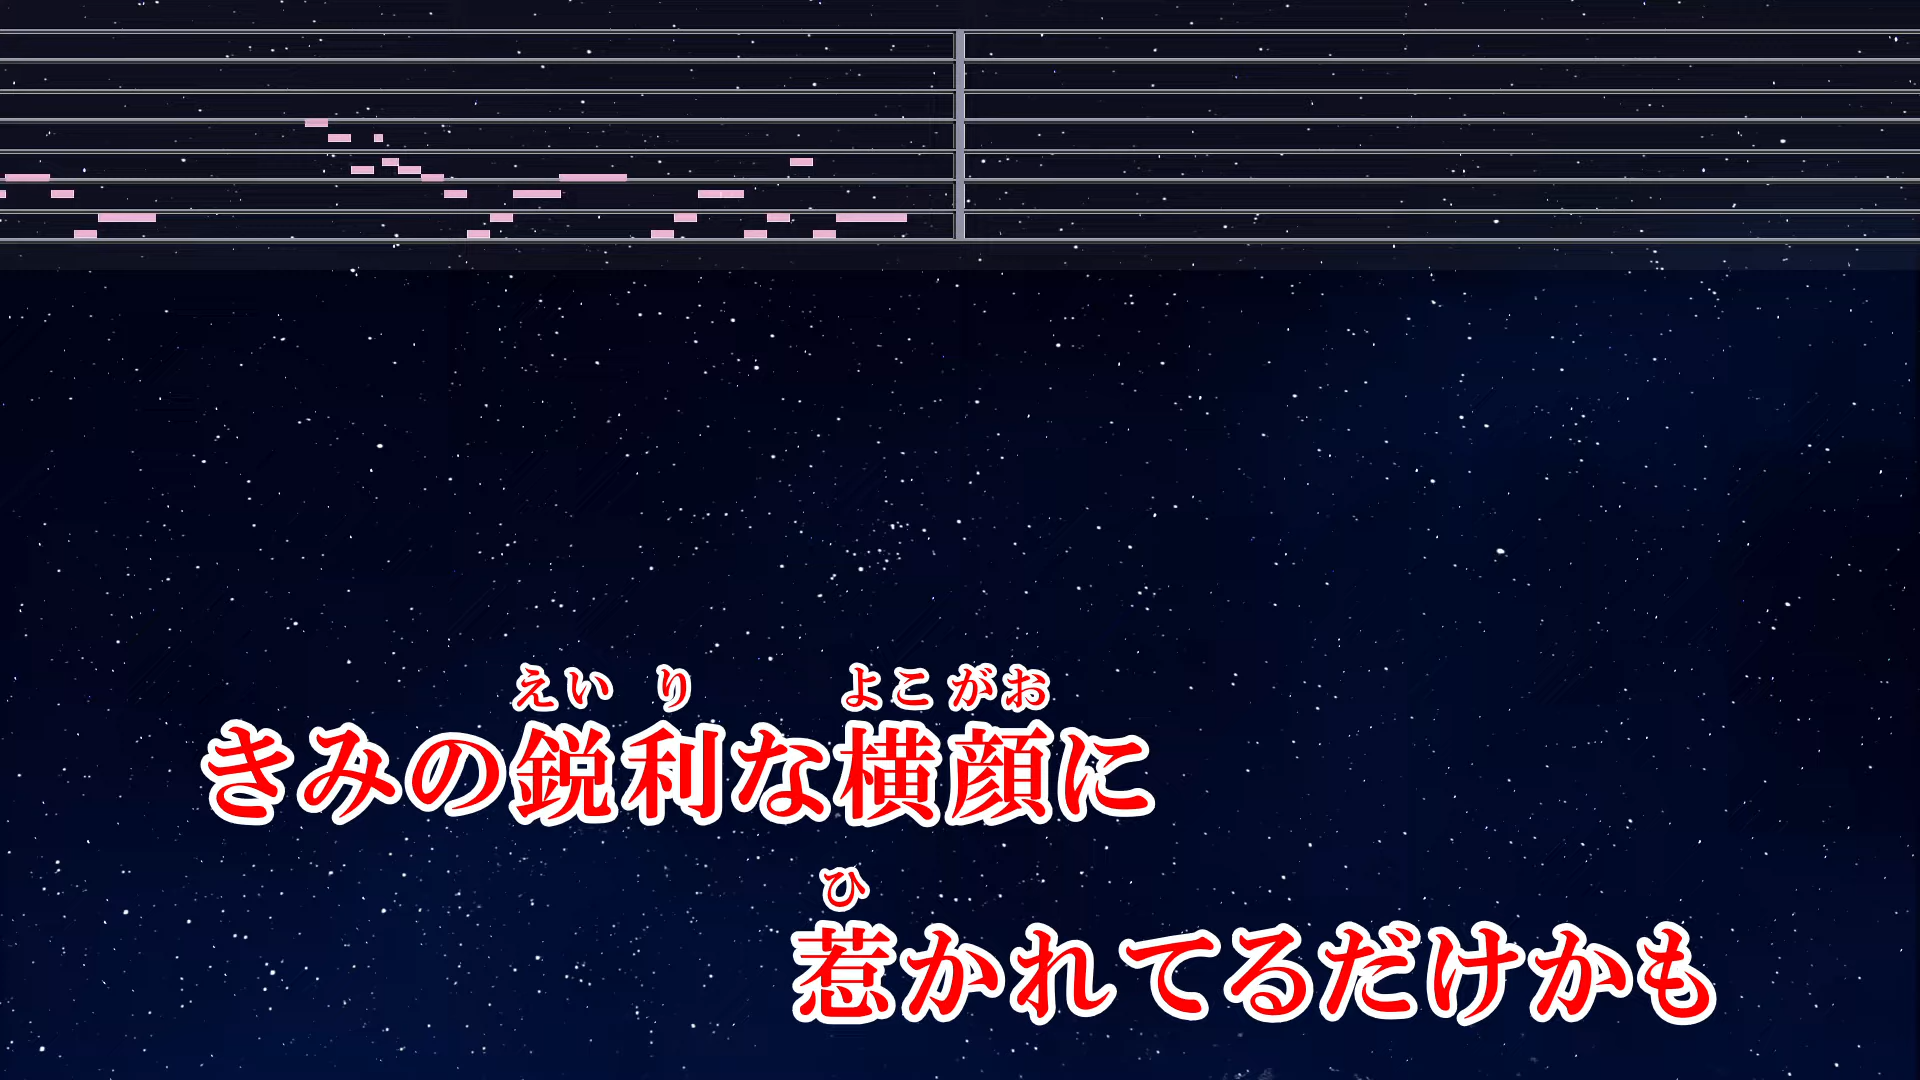 えい り よこ がお
きみの鋭利な横顔に
ひ
惹かれてるだけかも